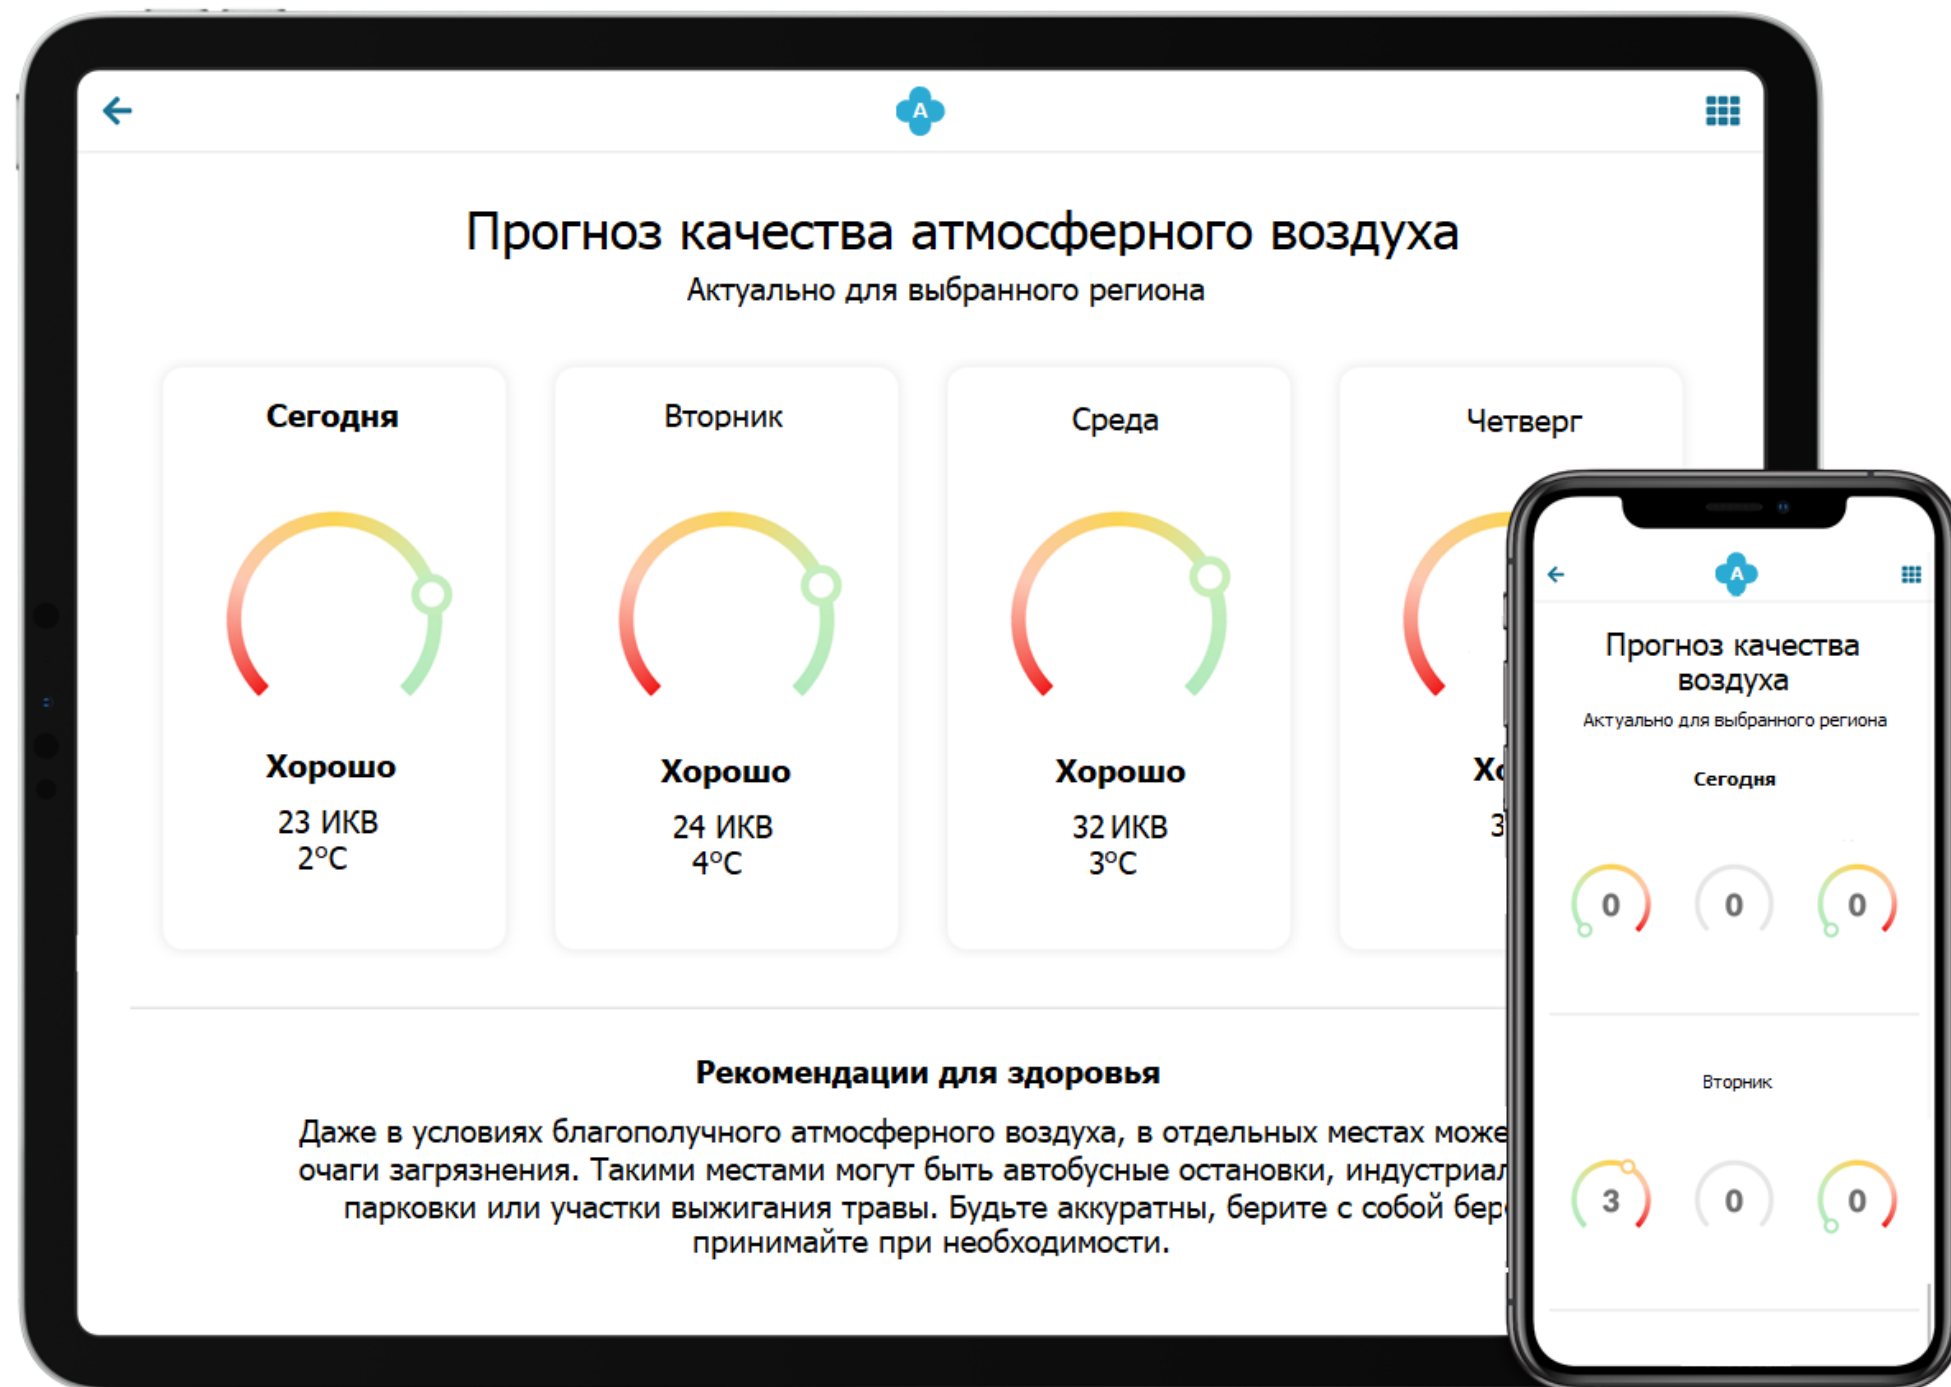 A
Прогноз качества атмосферного воздуха
Актуально для выбранного региона
Сегодня
Хорошо
23 ИКВ
2°C
Вторник
Хорошо
24 ИКВ
4°C
Среда
Хорошо
32 ИКВ
3°C
Четверг
Рекомендации для здоровья
Даже в условиях благополучного атмосферного воздуха, в отдельных местах
очаги загрязнения. Такими местами могут быть автобусные остановки,
парковки или участки выжигания травы. Будьте аккуратны, берите с собой
принимайте при необходимости.
A
Прогноз качества
воздуха
Актуально для выбранного региона
Сегодня
0 0 0
Вторник
3 0 0